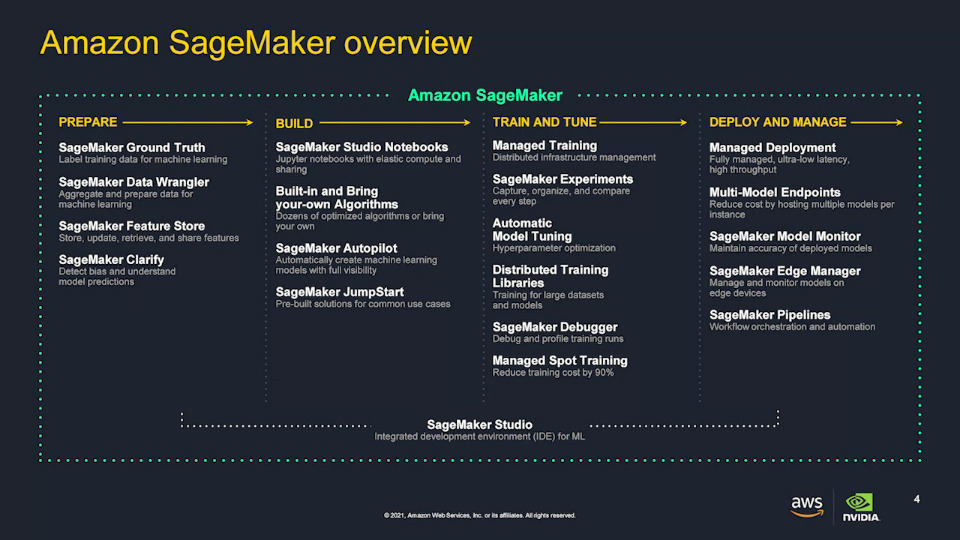 Amazon SageMaker overview
Amazon SageMaker
PREPARE
SageMaker Ground Truth
Label training data for machine learning
SageMaker Data Wrangler
Aggregate and prepare data for
machine learning
SageMaker Feature Store
Store, update, retrieve, and share features
SageMaker Clarify
Detect bias and understand
model predictions
BUILD
SageMaker Studio Notebooks
Jupyter notebooks with elastic compute and
sharing
Built-in and Bring
your-own Algorithms
Dozens of optimized algorithms or bring
your own
SageMaker Autopilot
Automatically create machine learning
models with full visibility
SageMaker JumpStart
Pre-built solutions for common use cases
TRAIN AND TUNE
Managed Training
Distributed infrastructure management
SageMaker Experiments
Capture, organize, and compare
every step
Automatic
Model Tuning
Hyperparameter optimization
Distributed Training
Libraries
Training for large datasets
and models
SageMaker Debugger
Debug and profile training runs
Managed Spot Training
Reduce training cost by 90%
DEPLOY AND MANAGE
Managed Deployment
Fully managed, ultra-low latency,
high throughput
Multi-Model Endpoints
Reduce cost by hosting multiple models per
instance
SageMaker Model Monitor
Maintain accuracy of deployed models
SageMaker Edge Manager
Manage and monitor models on
edge devices
SageMaker Pipelines
Workflow orchestration and automation
SageMaker Studio
Integrated development environment (IDE) for ML
© 2021, Amazon Web Services, Inc. or its affiliates. All rights reserved.
aws
NVIDIA
4